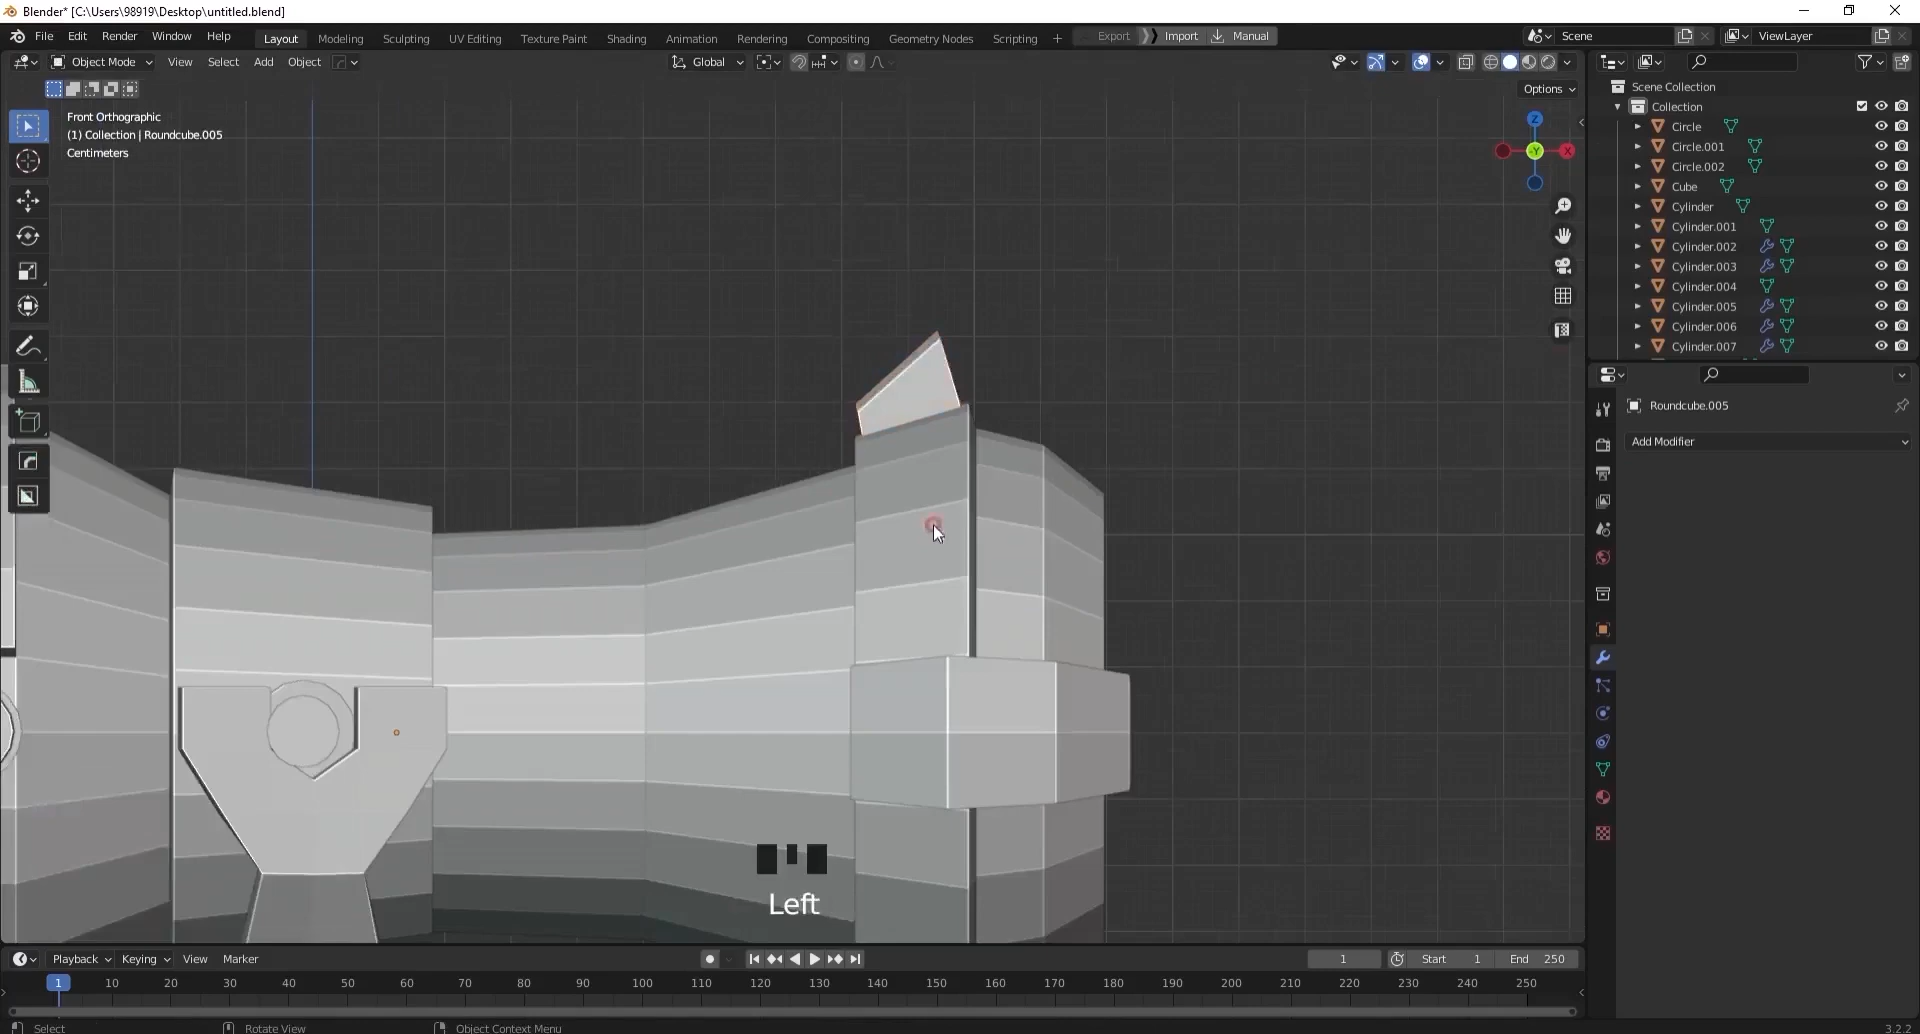 Blender* [C:\Users\98919\Desktop\untitled.blend]
File Edit Render Window Help Layout Modeling Sculpting UV Editing Texture Paint Shading Animation Rendering Compositing Geometry Nodes Scripting + Export Import Manual Scene ViewLayer
Object Mode View Select Add Object Global
Options
Front Orthographic
(1) Collection | Roundcube.005
Centimeters
Z
-Y
X
Scene Collection
Collection
Circle
Circle.001
Circle.002
Cube
Cylinder
Cylinder.001
Cylinder.002
Cylinder.003
Cylinder.004
Cylinder.005
Cylinder.006
Cylinder.007
Roundcube.005
Add Modifier
Left
Playback Keying View Marker 1 Start 1 End 250
1 10 20 30 40 50 60 70 80 90 100 110 120 130 140 150 160 170 180 190 200 210 220 230 240 250
Select Rotate View Object Context Menu 3.2.2